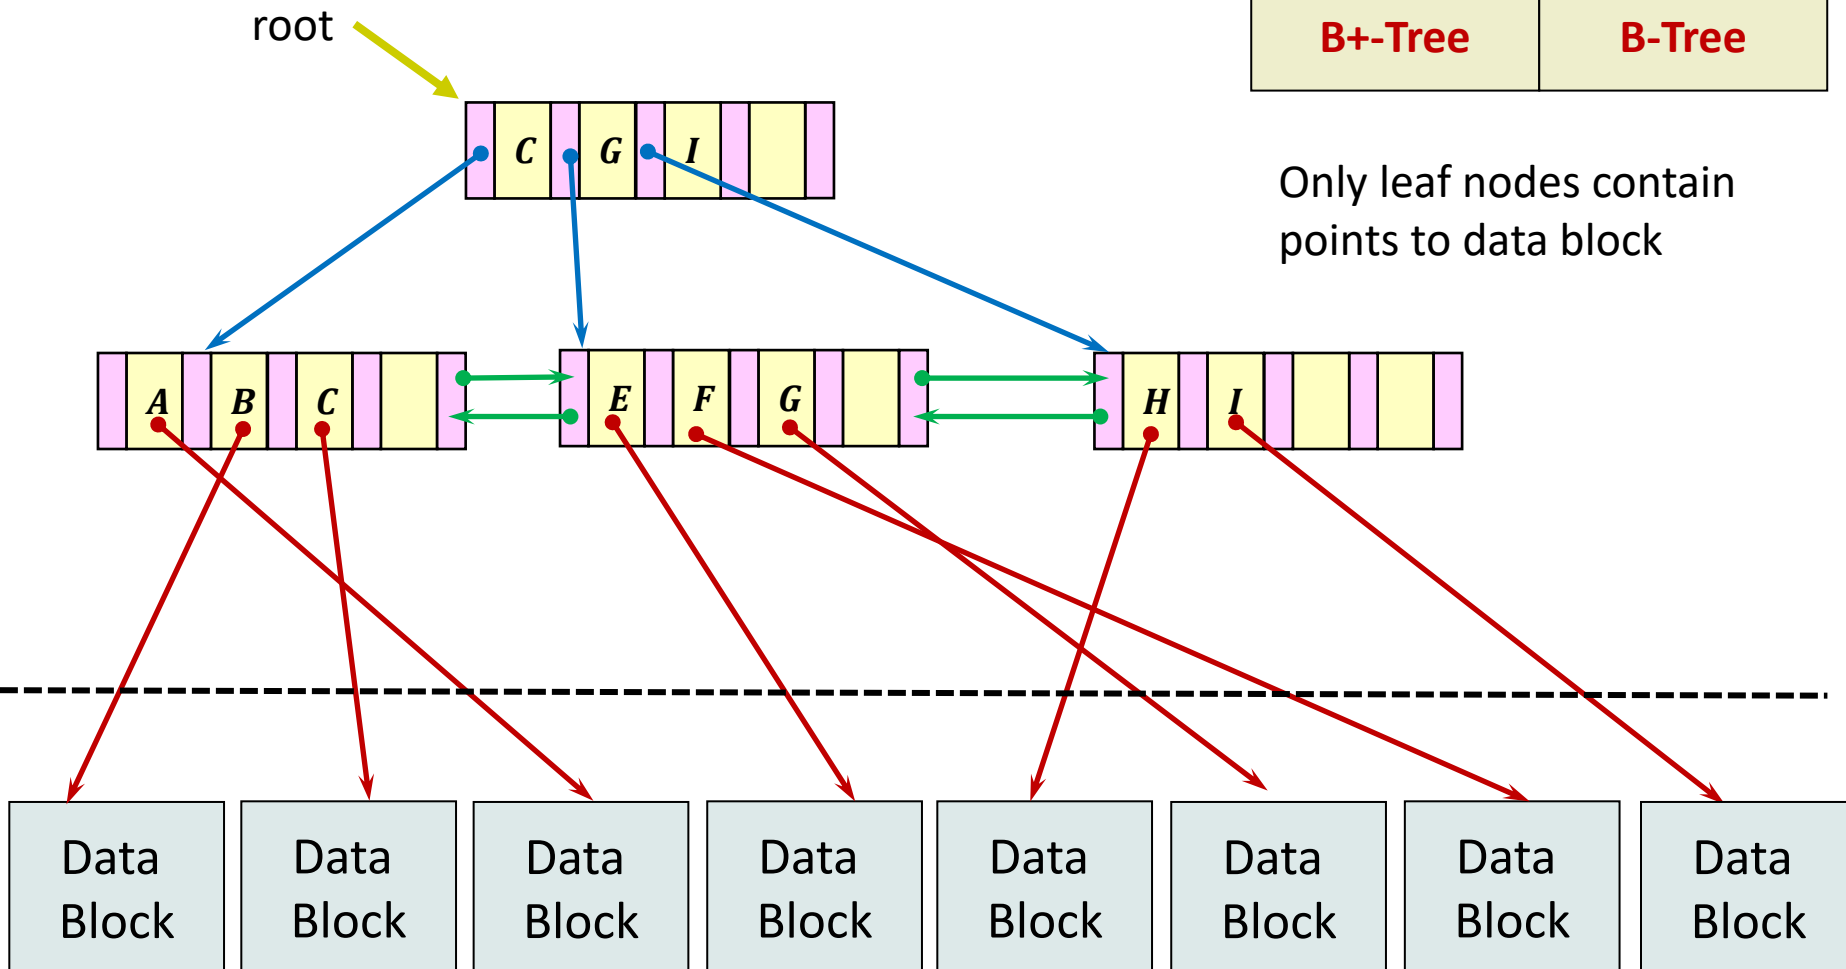 root
B+-Tree B-Tree
C G I
Only leaf nodes contain
points to data block
A B C E F G H I
Data Data Data Data Data Data Data Data
Block Block Block Block Block Block Block Block